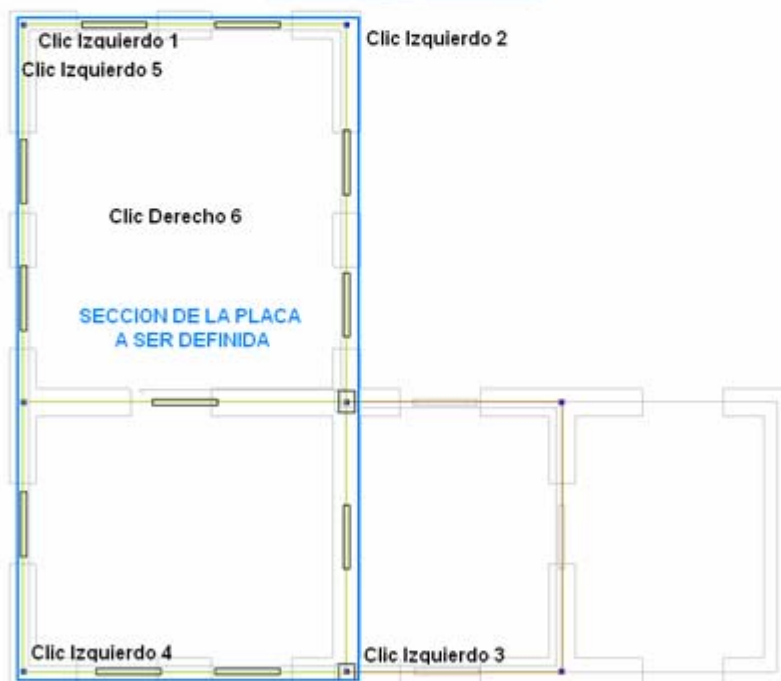 Clic Izquierdo 1
Clic Izquierdo 2
Clic Izquierdo 5
Clic Derecho 6
SECCION DE LA PLACA
A SER DEFINIDA
Clic Izquierdo 4
Clic Izquierdo 3